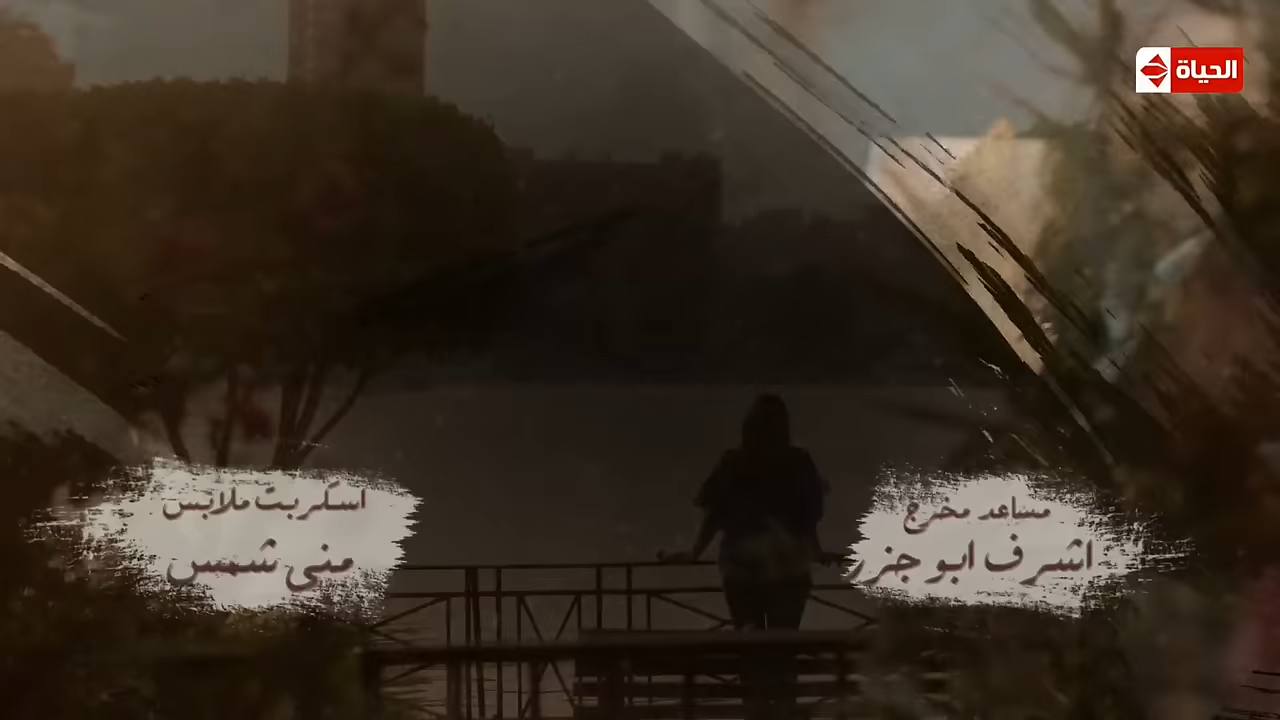 الحياة
مساعد مخرج
اشرف ابو جزر
اسكربت ملابس
منى شمس